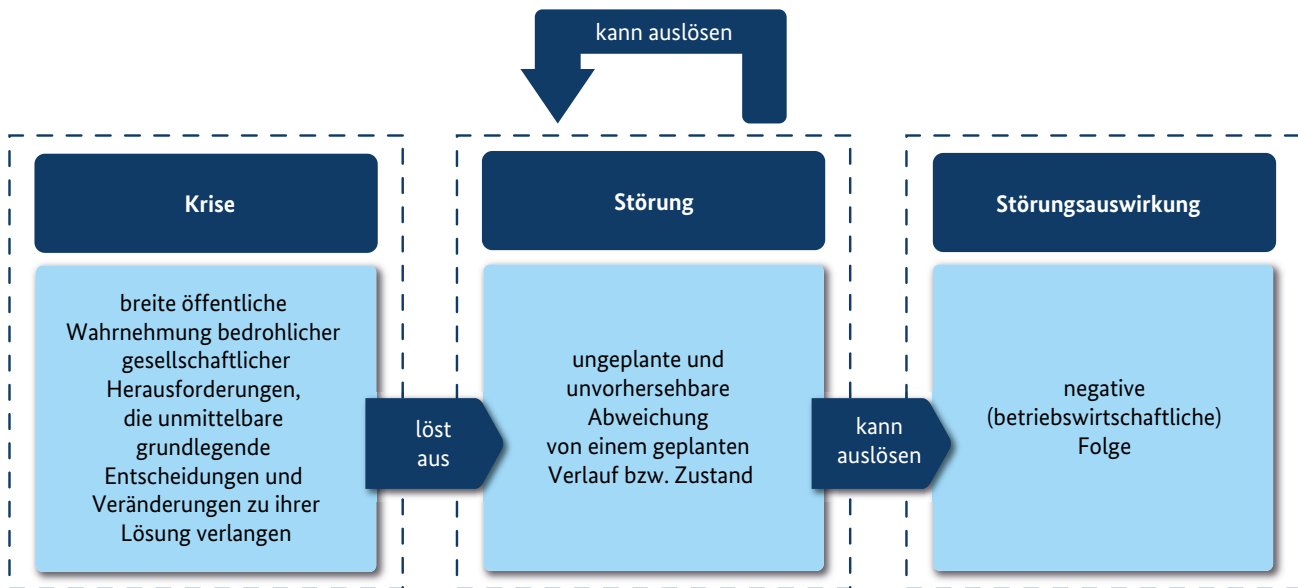 kann auslösen
Krise
breite öffentliche
Wahrnehmung bedrohlicher
gesellschaftlicher
Herausforderungen,
die unmittelbare
grundlegende
Entscheidungen und
Veränderungen zu ihrer
Lösung verlangen
löst
aus
Störung
ungeplante und
unvorhersehbare
Abweichung
von einem geplanten
Verlauf bzw. Zustand
kann
auslösen
Störungsauswirkung
negative
(betriebswirtschaftliche)
Folge